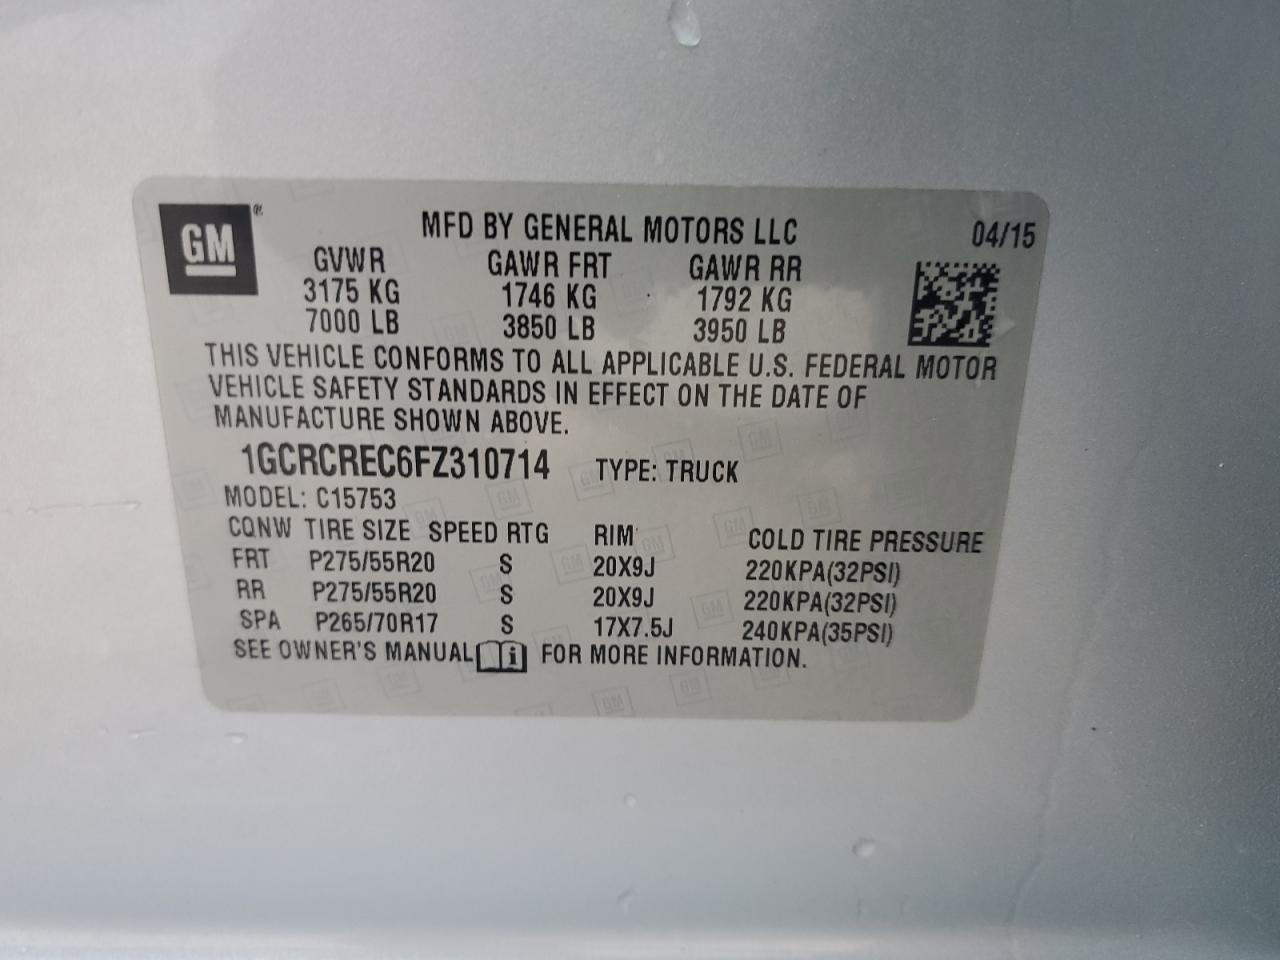 GM®
MFD BY GENERAL MOTORS LLC 04/15
GVWR GAWR FRT GAWR RR
3175 KG 1746 KG 1792 KG
7000 LB 3850 LB 3950 LB
THIS VEHICLE CONFORMS TO ALL APPLICABLE U.S. FEDERAL MOTOR
VEHICLE SAFETY STANDARDS IN EFFECT ON THE DATE OF
MANUFACTURE SHOWN ABOVE.
1GCRCREC6FZ310714 TYPE: TRUCK
MODEL: C15753
CQNW TIRE SIZE SPEED RTG RIM COLD TIRE PRESSURE
FRT P275/55R20 S 20X9J 220KPA(32PSI)
RR P275/55R20 S 20X9J 220KPA(32PSI)
SPA P265/70R17 S 17X7.5J 240KPA(35PSI)
SEE OWNER'S MANUAL i FOR MORE INFORMATION.